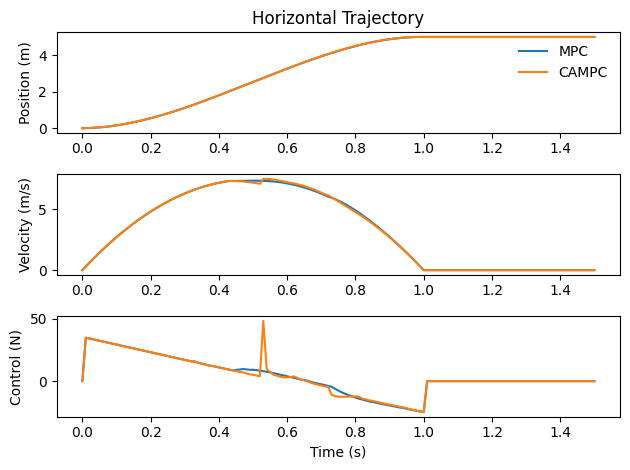 Horizontal Trajectory
Position (m)
4
2
0
MPC
CAMPC
0.0 0.2 0.4 0.6 0.8 1.0 1.2 1.4
Velocity (m/s)
5
0
0.0 0.2 0.4 0.6 0.8 1.0 1.2 1.4
Control (N)
50
0
0.0 0.2 0.4 0.6 0.8 1.0 1.2 1.4
Time (s)